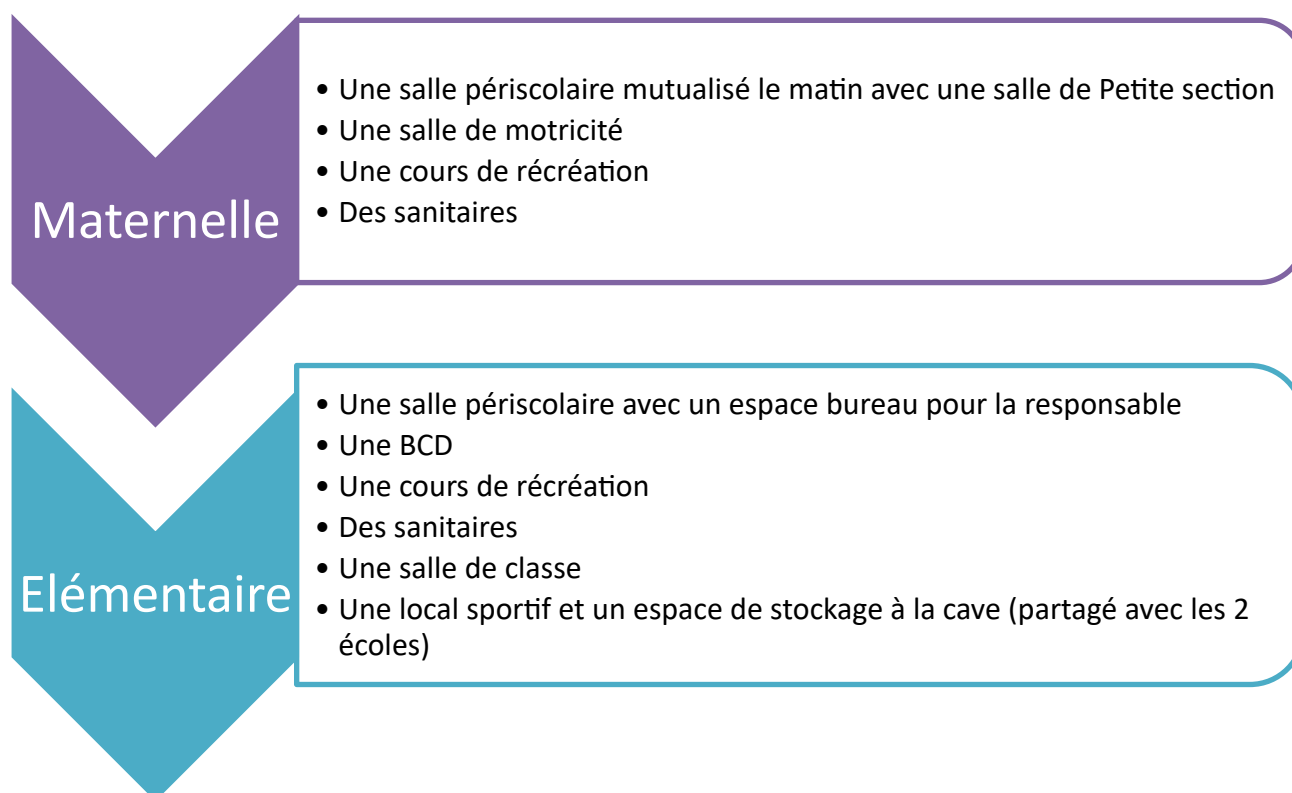 Maternelle
• Une salle périscolaire mutualisé le matin avec une salle de Petite section
• Une salle de motricité
• Une cours de récréation
• Des sanitaires
Elémentaire
• Une salle périscolaire avec un espace bureau pour la responsable
• Une BCD
• Une cours de récréation
• Des sanitaires
• Une salle de classe
• Une local sportif et un espace de stockage à la cave (partagé avec les 2
écoles)